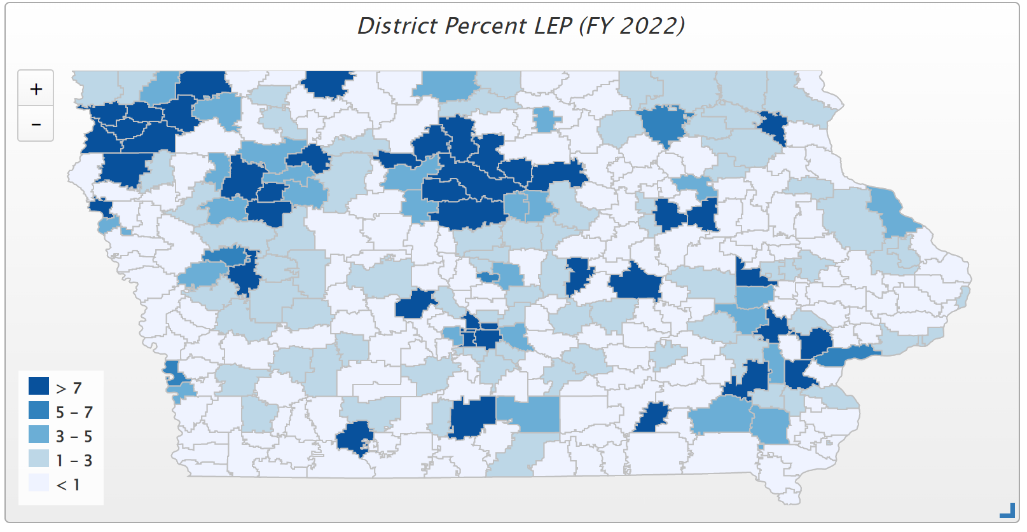 District Percent LEP (FY 2022)
+
-
> 7
5 – 7
3 – 5
1 – 3
< 1